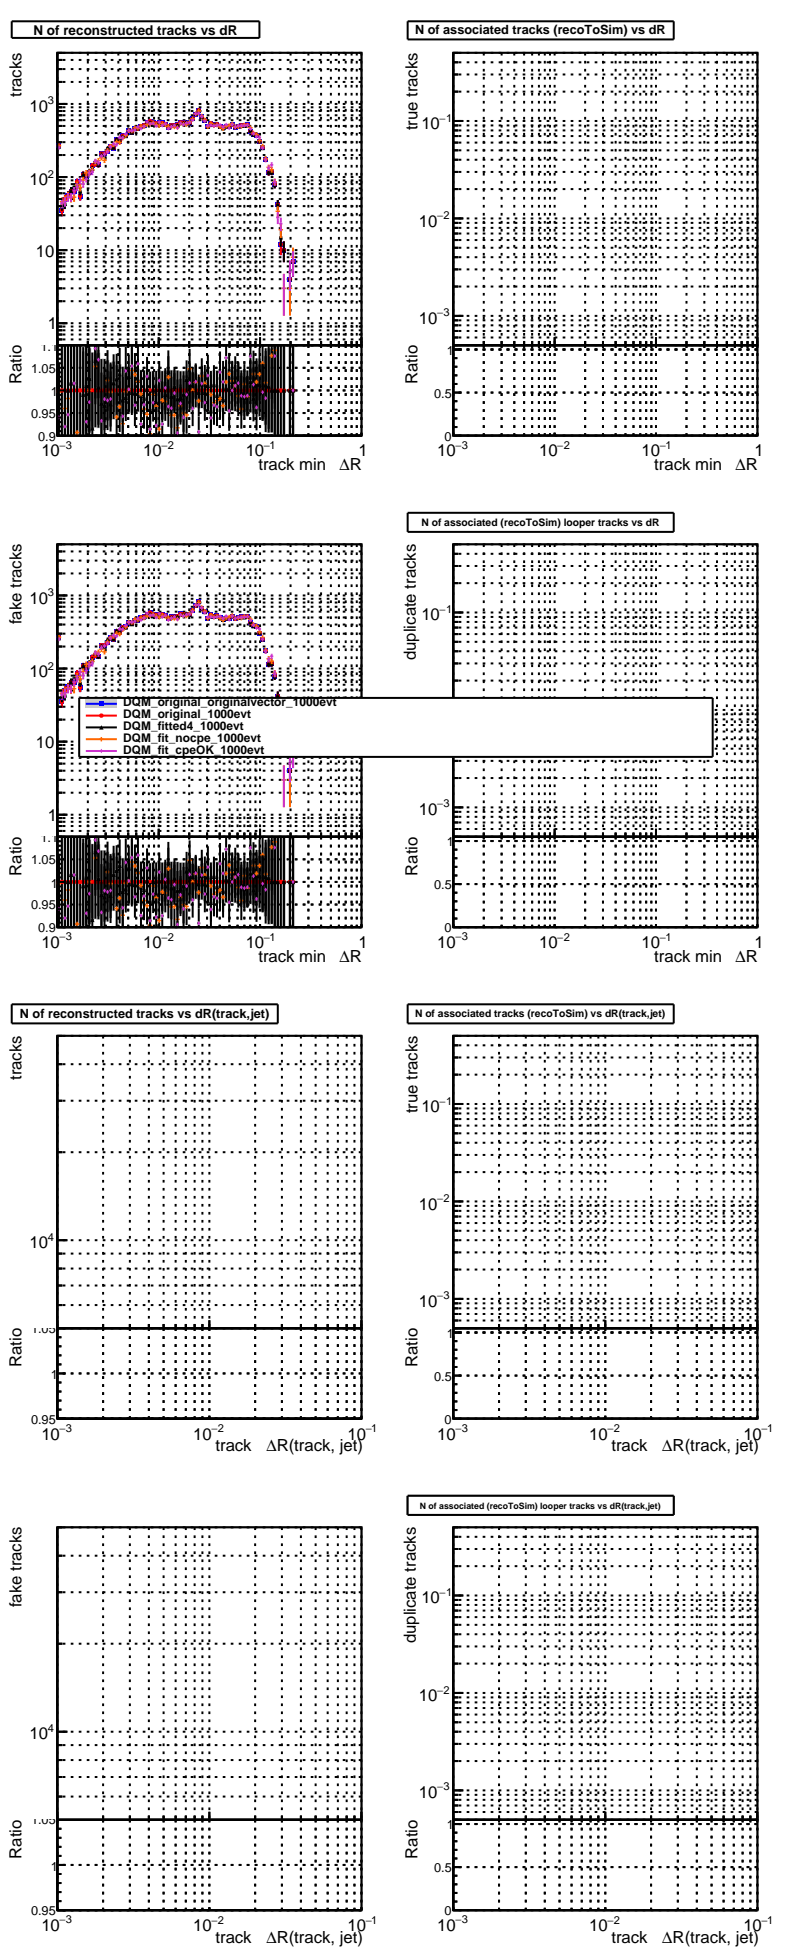 N of reconstructed tracks vs dR
N of associated tracks (recoToSim) vs dR
tracks
10³
10²
10
1
Ratio
1.05
1
0.95
0.9
10⁻³ 10⁻² 10⁻¹ 1
track min ΔR
true tracks
10⁻¹
10⁻²
10⁻³
Ratio
1
0.5
0
10⁻³ 10⁻² 10⁻¹ 1
track min ΔR
N of associated (recoToSim) looper tracks vs dR
fake tracks
10³
10²
10
1
Ratio
1.05
1
0.95
0.9
10⁻³ 10⁻² 10⁻¹ 1
track min ΔR
duplicate tracks
10⁻¹
10⁻³
Ratio
1
0.5
0
10⁻³ 10⁻² 10⁻¹ 1
track min ΔR
DQM_original_originalvector_1000evt
DQM_original_1000evt
DQM_fitted4_1000evt
DQM_fit_nocpe_1000evt
DQM_fit_cpeOK_1000evt
N of reconstructed tracks vs dR(track,jet)
N of associated tracks (recoToSim) vs dR(track,jet)
tracks
10⁴
Ratio
1.05
1
0.95
10⁻³ 10⁻² 10⁻¹
track ΔR(track, jet)
true tracks
10⁻¹
10⁻²
10⁻³
Ratio
1
0.5
0
10⁻³ 10⁻² 10⁻¹
track ΔR(track, jet)
N of associated (recoToSim) looper tracks vs dR(track,jet)
fake tracks
10⁴
Ratio
1.05
1
0.95
10⁻³ 10⁻² 10⁻¹
track ΔR(track, jet)
duplicate tracks
10⁻¹
10⁻²
10⁻³
Ratio
1
0.5
0
10⁻³ 10⁻² 10⁻¹
track ΔR(track, jet)